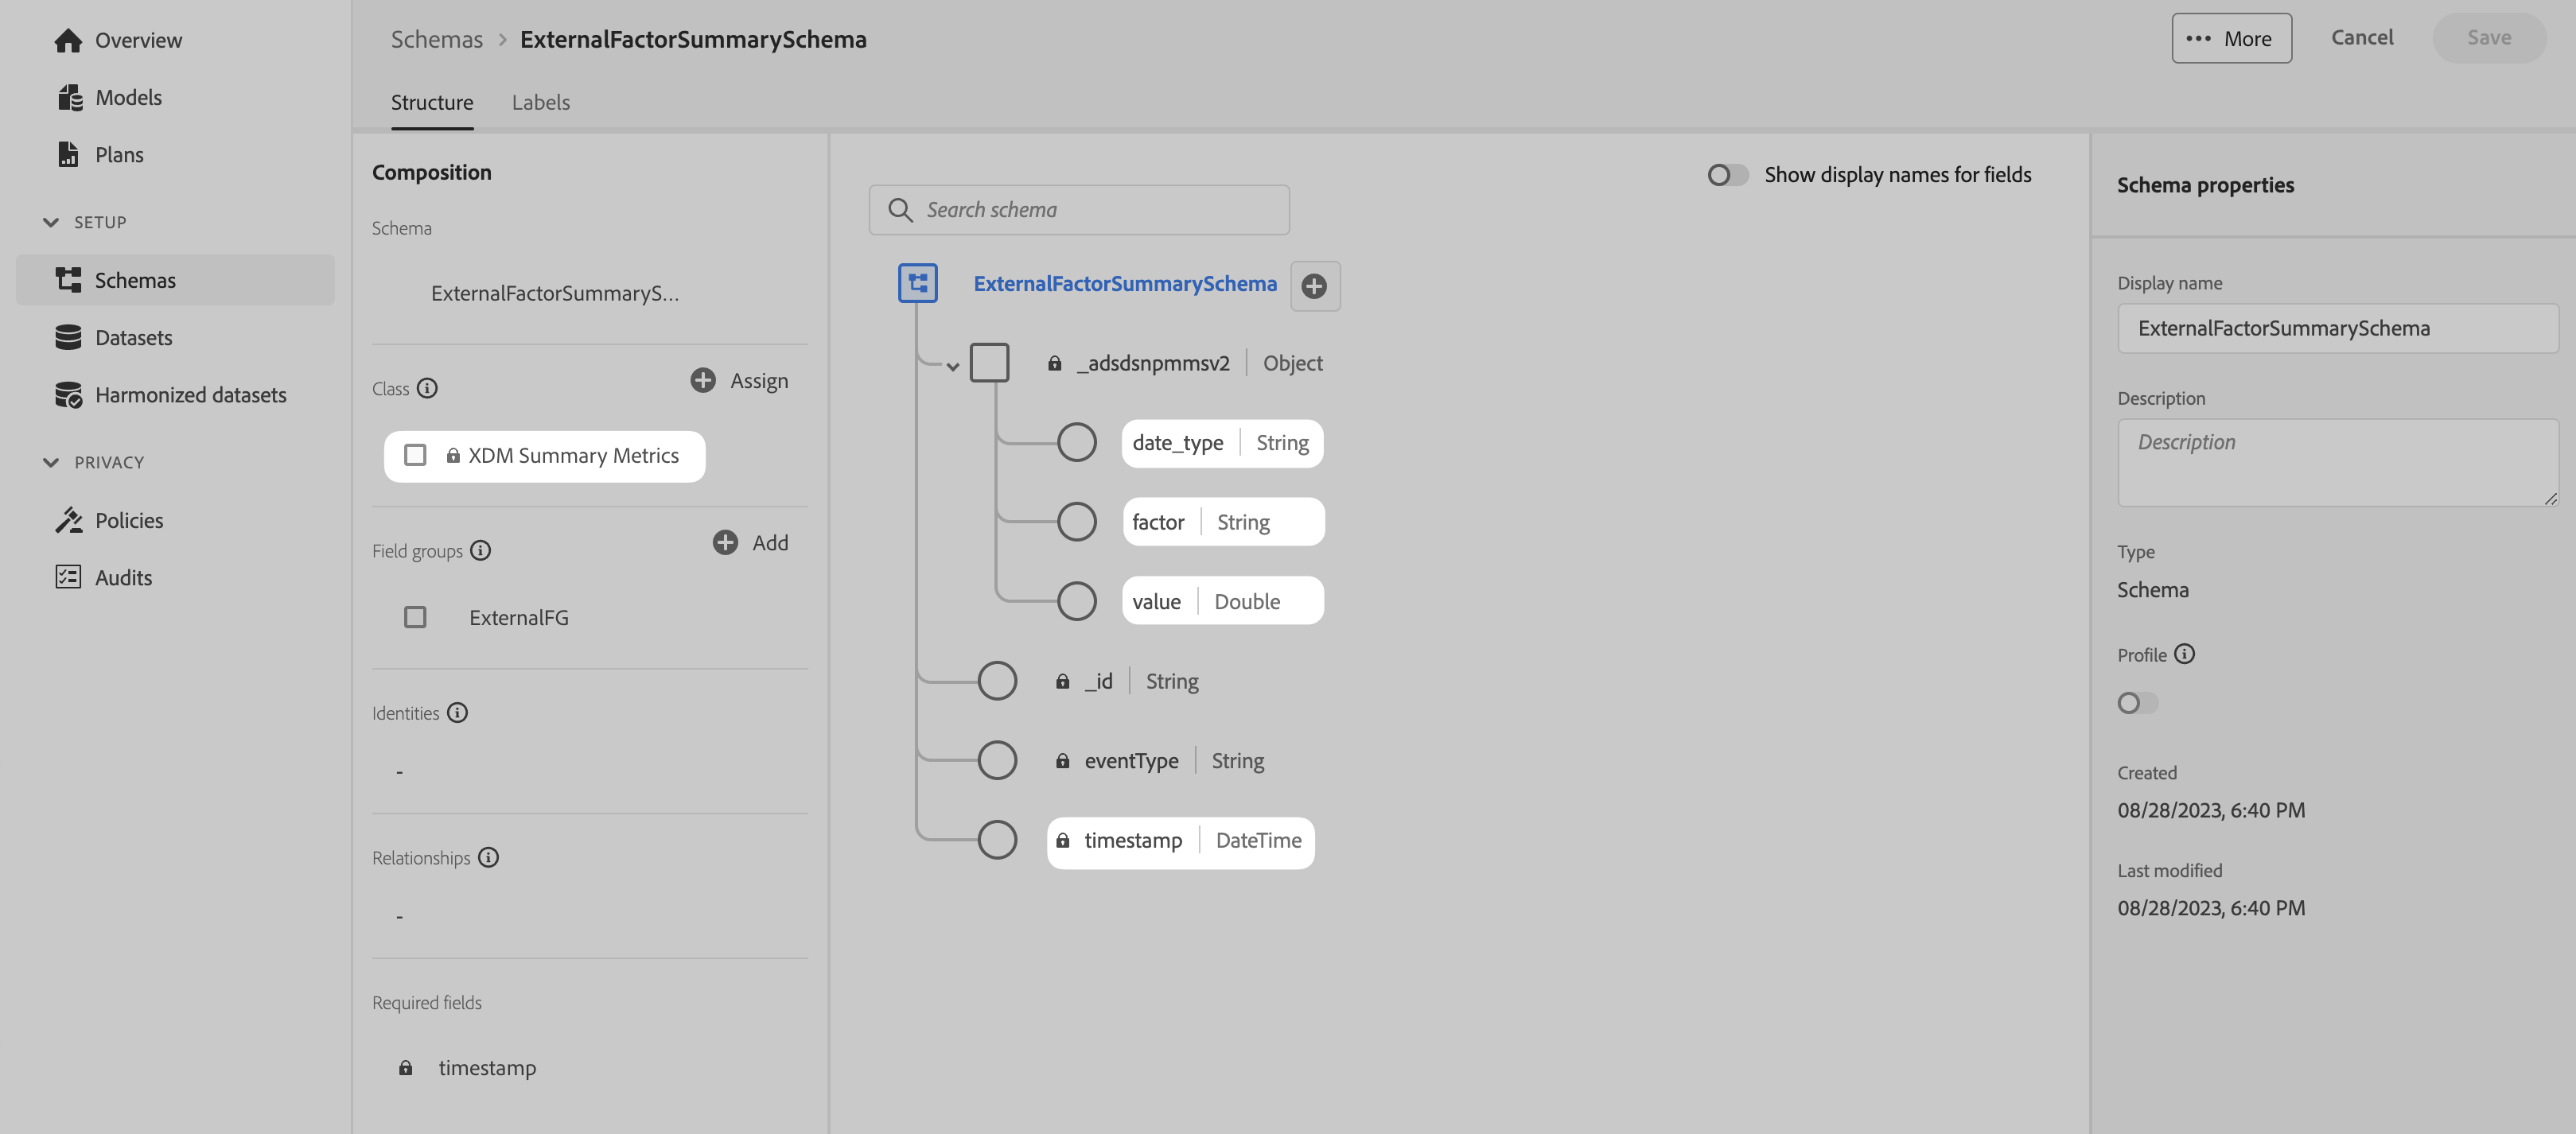 Overview
Models
Plans
SETUP
Schemas
Datasets
Harmonized datasets
PRIVACY
Policies
Audits
Schemas > ExternalFactorSummarySchema
More
Cancel
Save
Structure
Labels
Composition
Schema
ExternalFactorSummaryS...
Class
Assign
XDM Summary Metrics
Field groups
Add
ExternalFG
Identities
-
Relationships
-
Required fields
timestamp
Show display names for fields
Search schema
ExternalFactorSummarySchema
_adsdsnpmmsv2 | Object
date_type | String
factor | String
value | Double
_id | String
eventType | String
timestamp | DateTime
Schema properties
Display name
ExternalFactorSummarySchema
Description
Description
Type
Schema
Profile
Created
08/28/2023, 6:40 PM
Last modified
08/28/2023, 6:40 PM